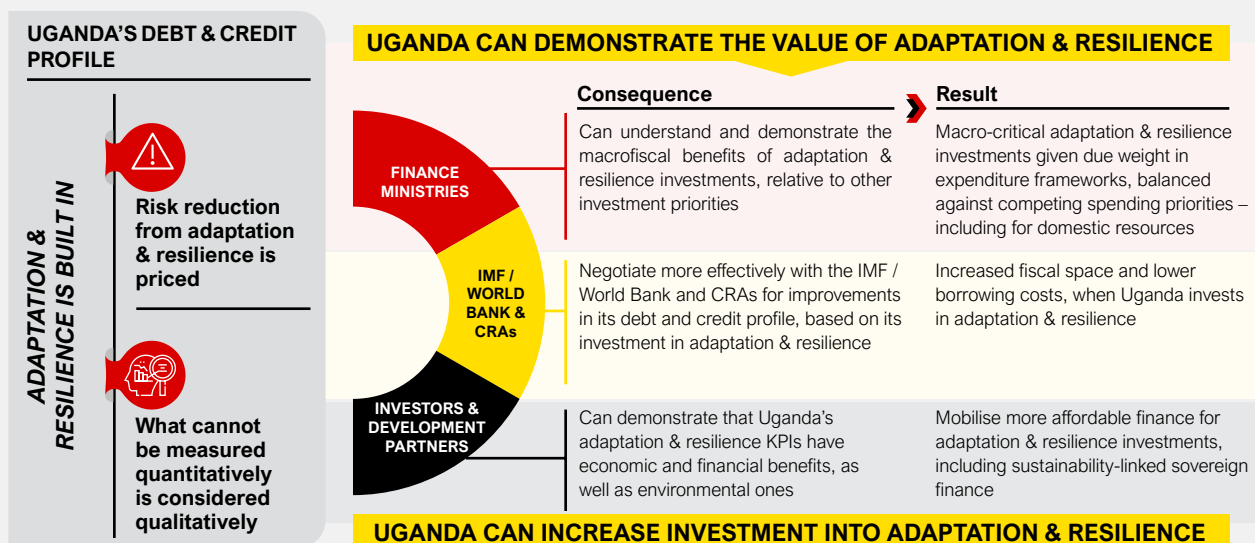 UGANDA'S DEBT & CREDIT
PROFILE
ADAPTATION &
RESILIENCE IS BUILT IN
Risk reduction
from adaptation
& resilience is
priced
What cannot
be measured
quantitatively
is considered
qualitatively
UGANDA CAN DEMONSTRATE THE VALUE OF ADAPTATION & RESILIENCE
Consequence
Result
FINANCE
MINISTRIES
Can understand and demonstrate the
macrofiscal benefits of adaptation &
resilience investments, relative to other
investment priorities
Macro-critical adaptation & resilience
investments given due weight in
expenditure frameworks, balanced
against competing spending priorities –
including for domestic resources
IMF /
WORLD
BANK &
CRAs
Negotiate more effectively with the IMF /
World Bank and CRAs for improvements
in its debt and credit profile, based on its
investment in adaptation & resilience
Increased fiscal space and lower
borrowing costs, when Uganda invests
in adaptation & resilience
INVESTORS &
DEVELOPMENT
PARTNERS
Can demonstrate that Uganda's
adaptation & resilience KPIs have
economic and financial benefits, as
well as environmental ones
Mobilise more affordable finance for
adaptation & resilience investments,
including sustainability-linked sovereign
finance
UGANDA CAN INCREASE INVESTMENT INTO ADAPTATION & RESILIENCE